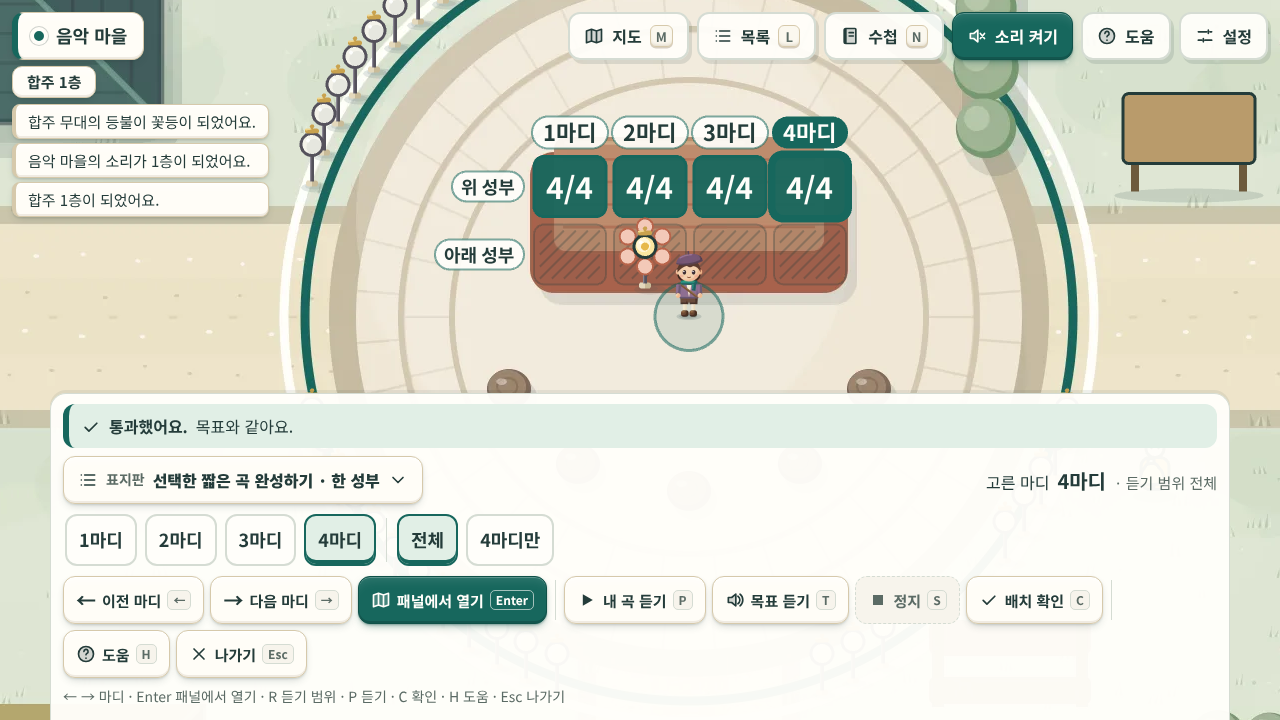 음악 마을
지도 M
목록 L
수첩 N
소리 켜기
도움
설정
합주 1층
합주 무대의 등불이 꽃등이 되었어요.
음악 마을의 소리가 1층이 되었어요.
합주 1층이 되었어요.
1마디 2마디 3마디 4마디
위 성부 4/4 4/4 4/4 4/4
아래 성부
통과했어요. 목표와 같아요.
표지판 선택한 짧은 곡 완성하기 · 한 성부
고른 마디 4마디 · 듣기 범위 전체
1마디 2마디 3마디 4마디 전체 4마디만
← 이전 마디 ← → 다음 마디 → 패널에서 열기 Enter 내 곡 듣기 P 목표 듣기 T 정지 S 배치 확인 C
도움 H 나가기 Esc
← → 마디 · Enter 패널에서 열기 · R 듣기 범위 · P 듣기 · C 확인 · H 도움 · Esc 나가기